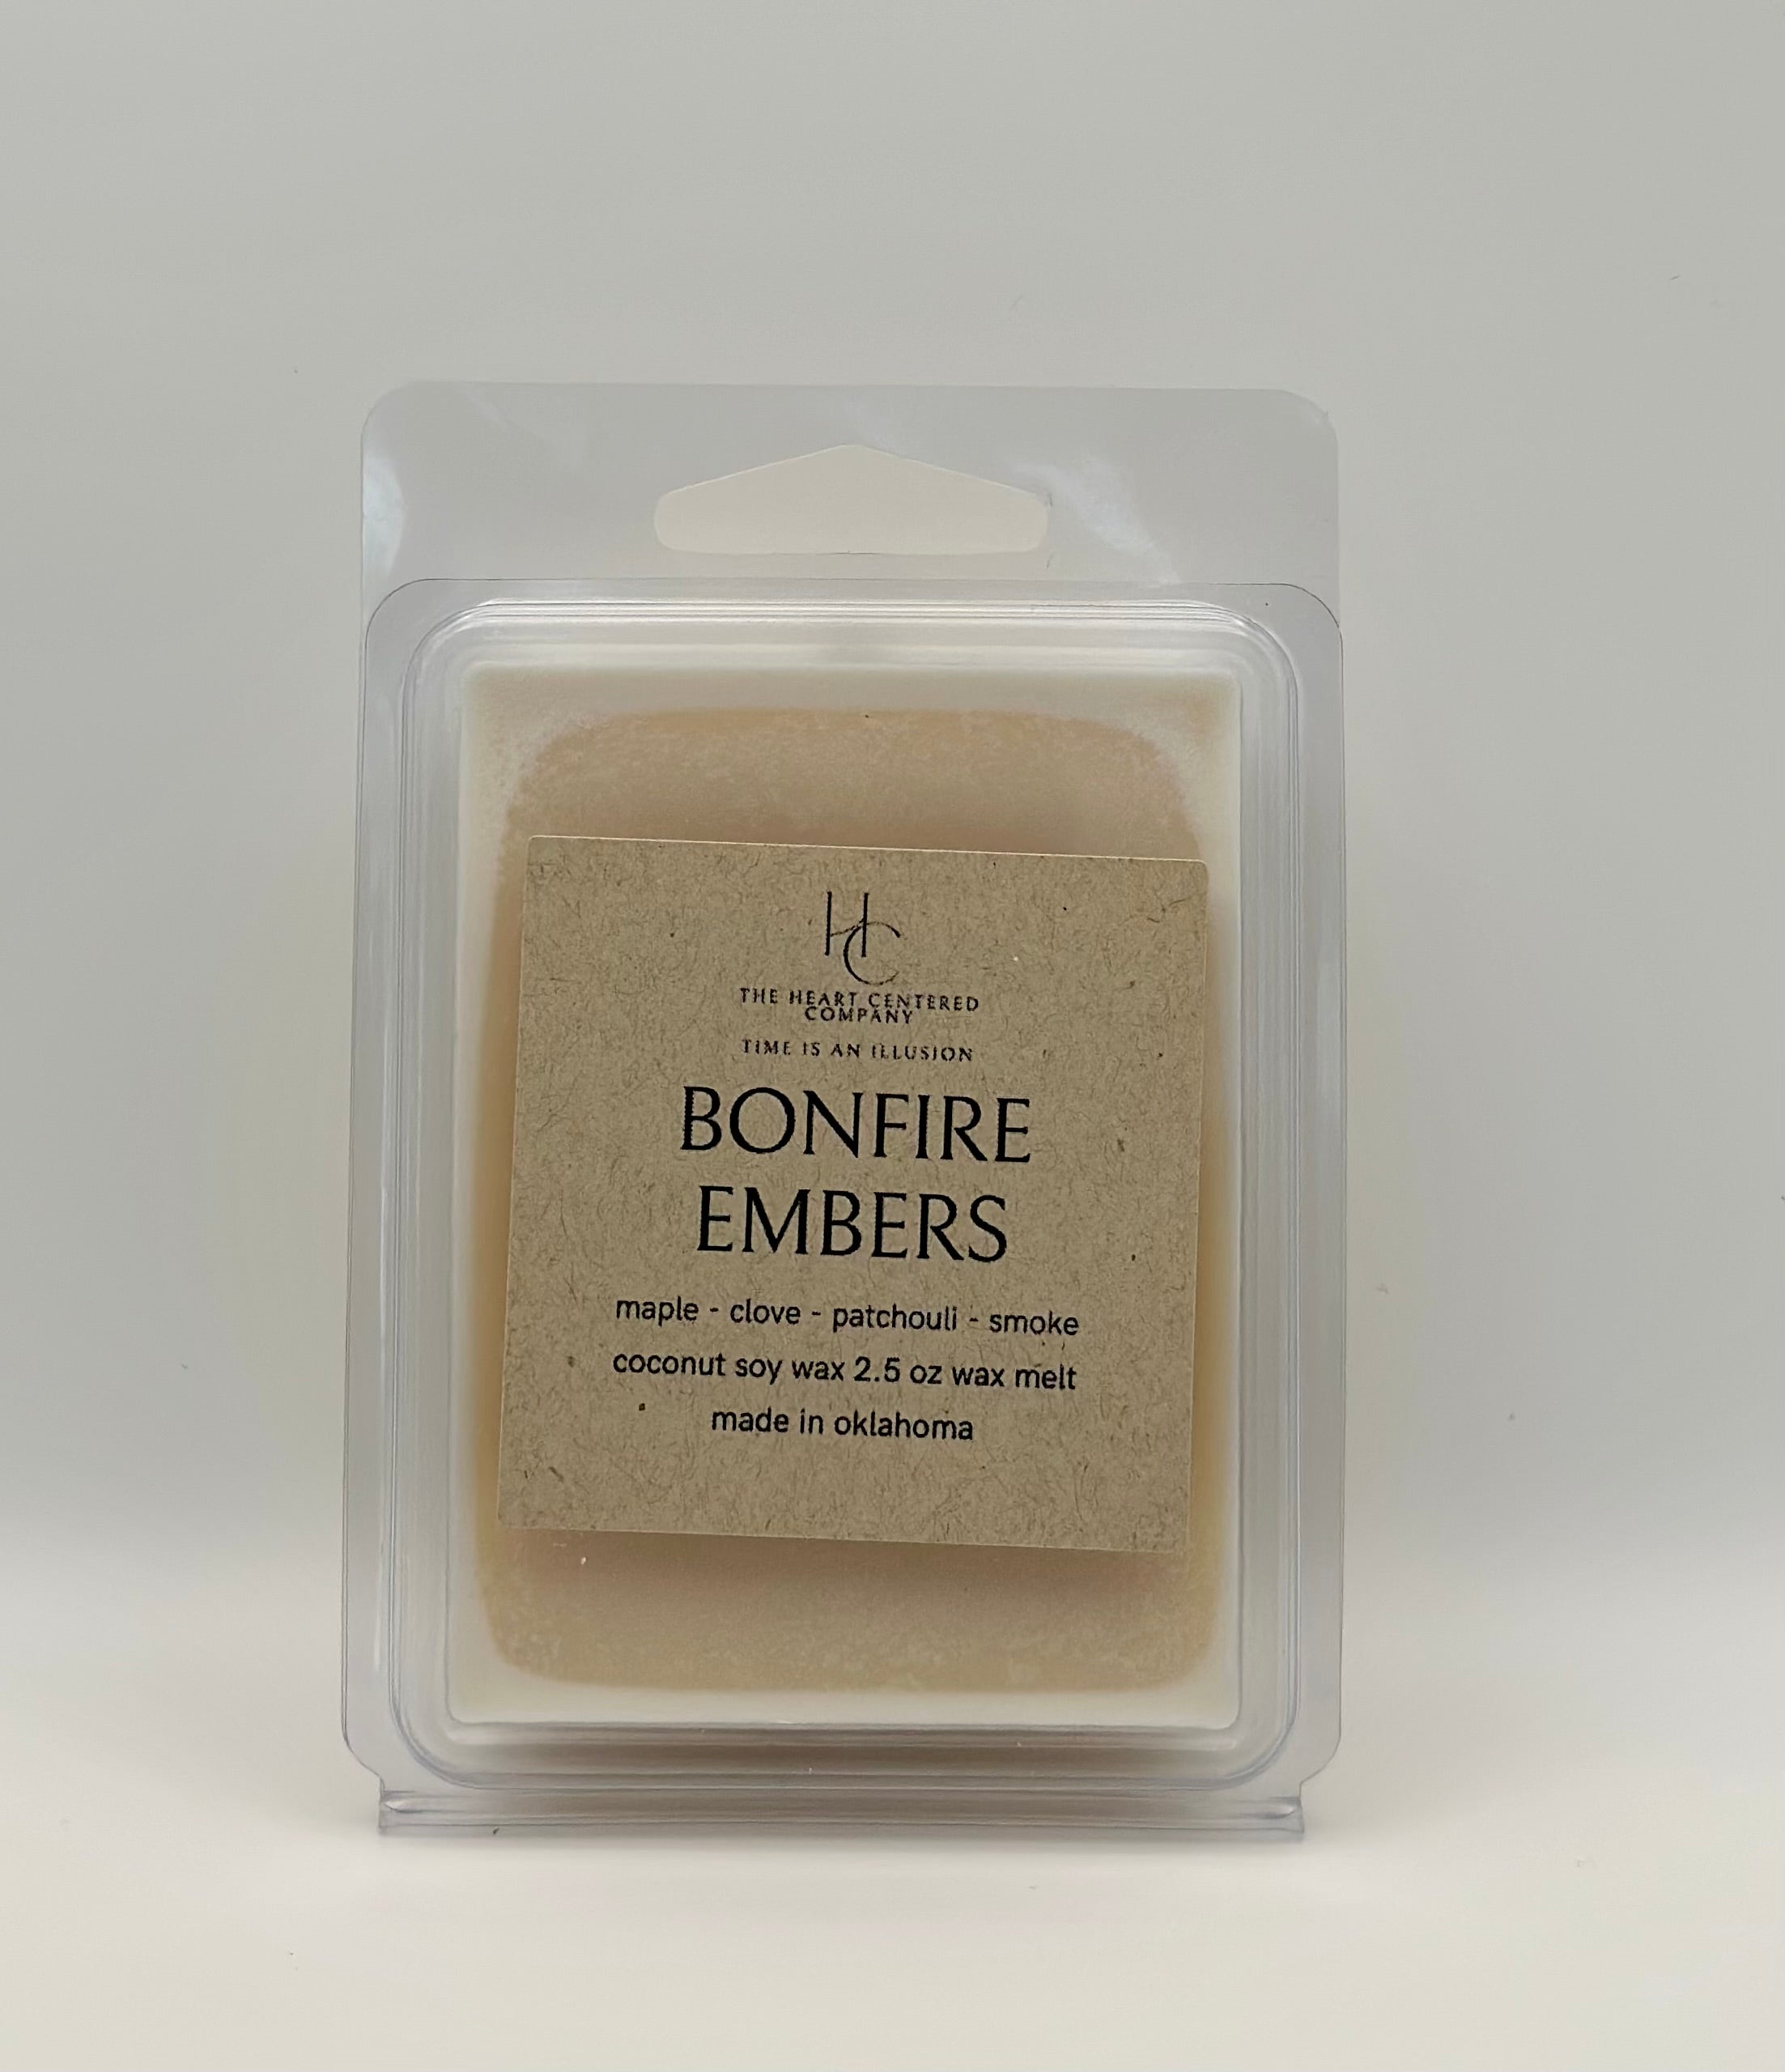 HC
THE HEART CENTERED
COMPANY
TIME IS AN ILLUSION
BONFIRE
EMBERS
maple - clove - patchouli - smoke
coconut soy wax 2.5 oz wax melt
made in oklahoma